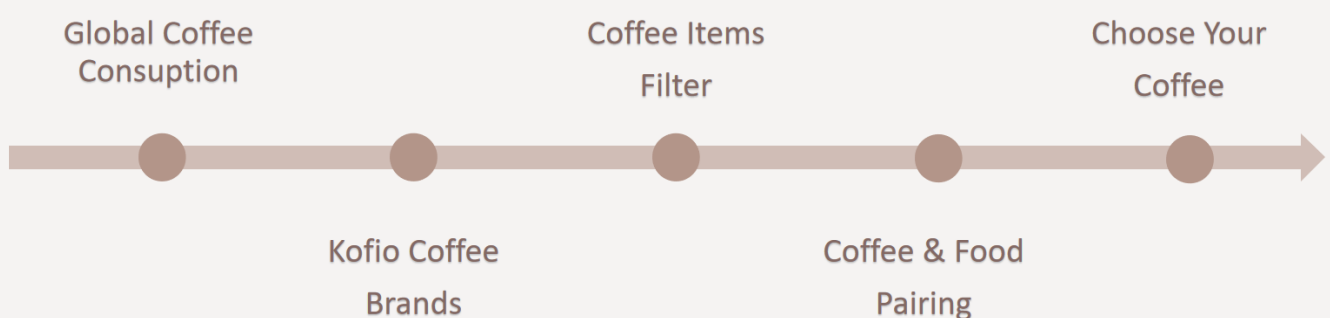 Global Coffee
Consuption
Kofio Coffee
Brands
Coffee Items
Filter
Coffee & Food
Pairing
Choose Your
Coffee